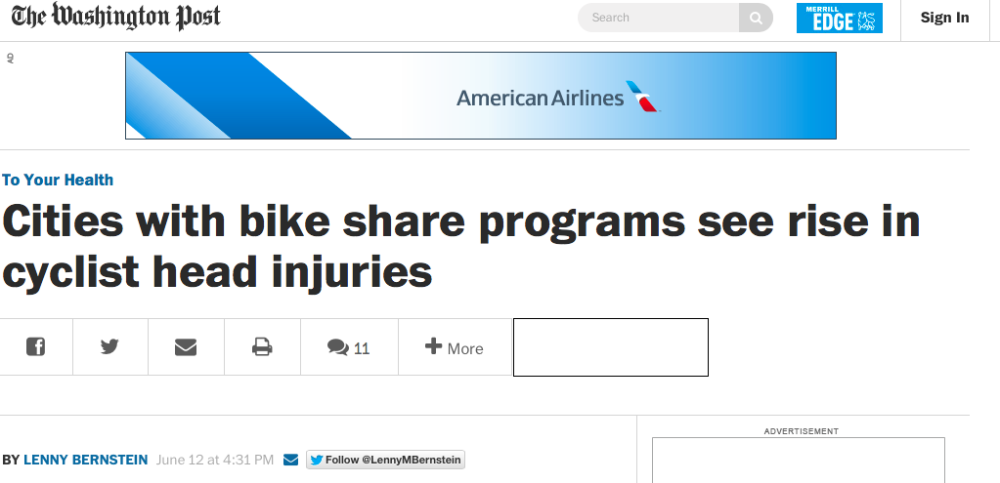 The Washington Post
Search
MERRILL
EDGE
Sign In
AD
American Airlines
To Your Health
Cities with bike share programs see rise in
cyclist head injuries
11
More
ADVERTISEMENT
BY LENNY BERNSTEIN June 12 at 4:31 PM Follow @LennyMBernstein